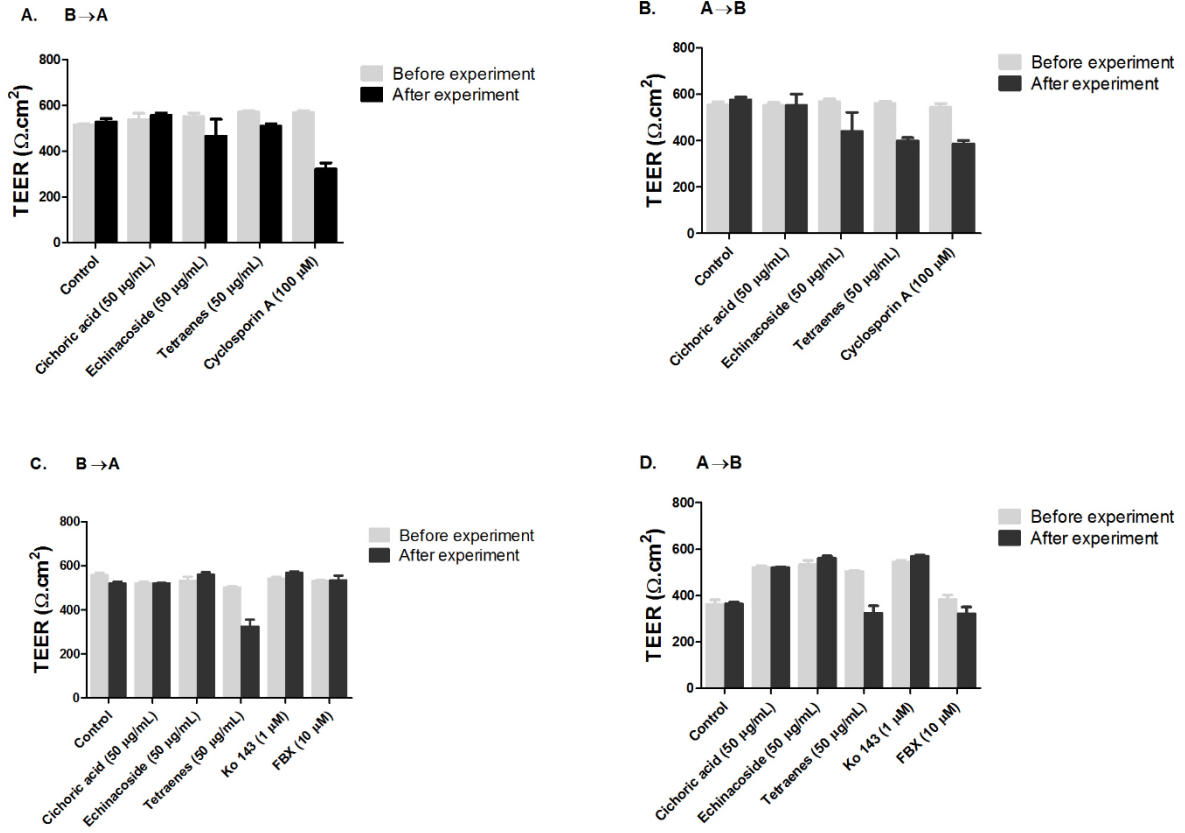 A. B→A
TEER (Ω.cm²)
800
600
400
200
0
Before experiment
After experiment
Control
Cichoric acid (50 µg/mL)
Echinacoside (50 µg/mL)
Tetraenes (50 µg/mL)
Cyclosporin A (100 µM)
B. A→B
TEER (Ω.cm²)
800
600
400
200
0
Before experiment
After experiment
Control
Cichoric acid (50 µg/mL)
Echinacoside (50 µg/mL)
Tetraenes (50 µg/mL)
Cyclosporin A (100 µM)
C. B→A
TEER (Ω.cm²)
800
600
400
200
0
Before experiment
After experiment
Control
Cichoric acid (50 µg/mL)
Echinacoside (50 µg/mL)
Tetraenes (50 µg/mL)
Ko 143 (1 µM)
FBX (10 µM)
D. A→B
TEER (Ω.cm²)
800
600
400
200
0
Before experiment
After experiment
Control
Cichoric acid (50 µg/mL)
Echinacoside (50 µg/mL)
Tetraenes (50 µg/mL)
Ko 143 (1 µM)
FBX (10 µM)